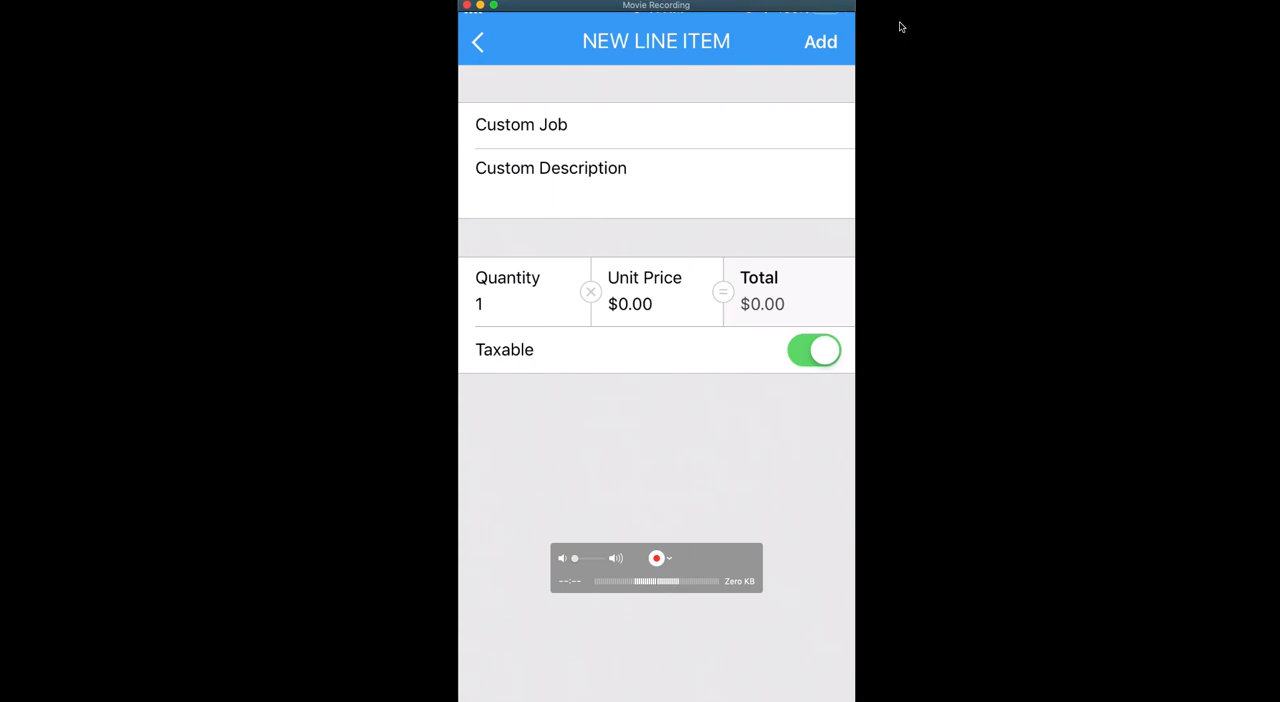 Movie Recording
NEW LINE ITEM Add
Custom Job
Custom Description
Quantity Unit Price Total
1 $0.00 $0.00
Taxable
--:-- Zero KB